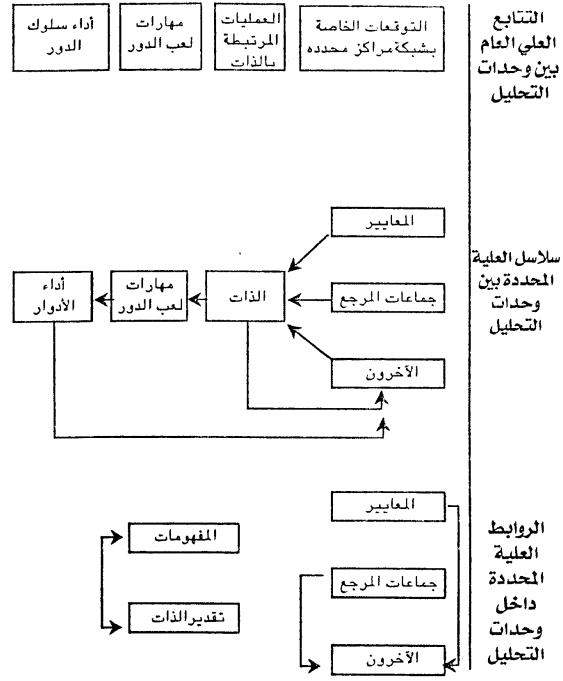 التتابع
العلي العام
بين وحدات
التحليل
التوقعات الخاصة
بشبكة مراكز محدده
العمليات
المرتبطة
بالذات
مهارات
لعب الدور
أداء سلوك
الدور
سلاسل العلية
المحددة بين
وحدات
التحليل
المعايير
جماعات المرجع
الآخرون
الذات
مهارات
لعب الدور
أداء
الأدوار
الروابط
العلية
المحددة
داخل
وحدات
التحليل
المعايير
جماعات المرجع
الآخرون
المفهومات
تقدير الذات